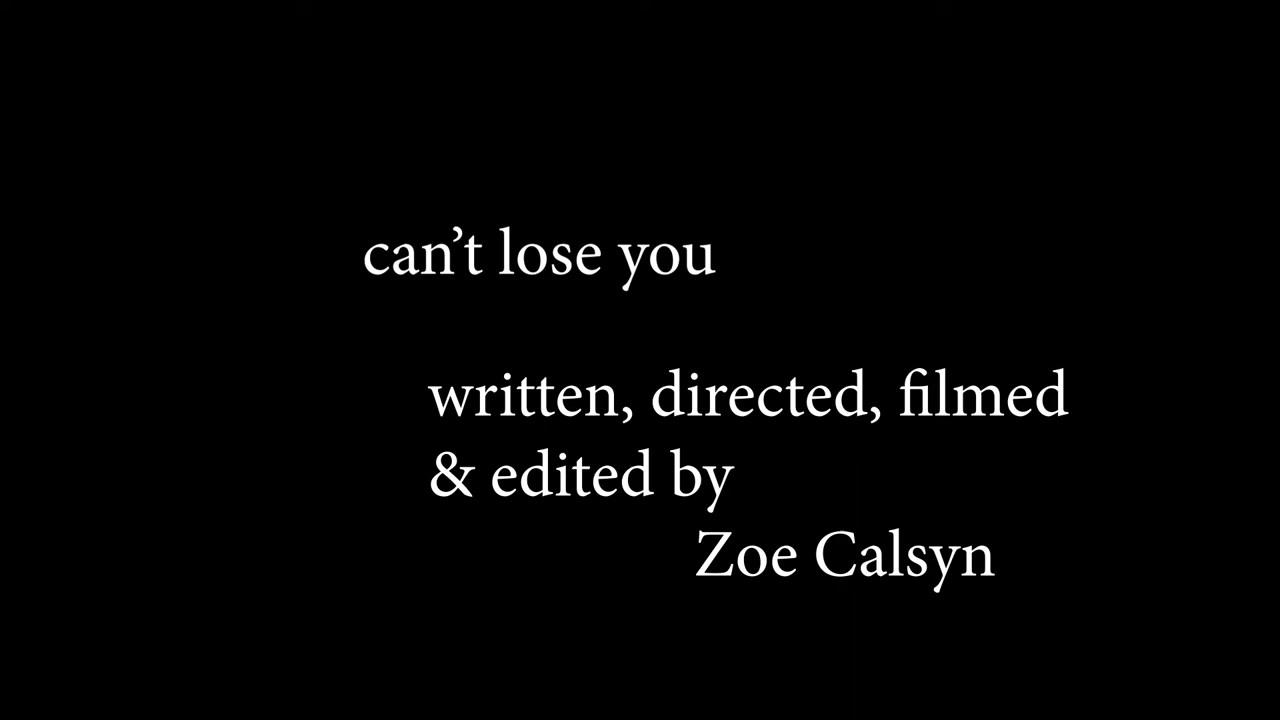 can’t lose you
written, directed, filmed
& edited by
Zoe Calsyn